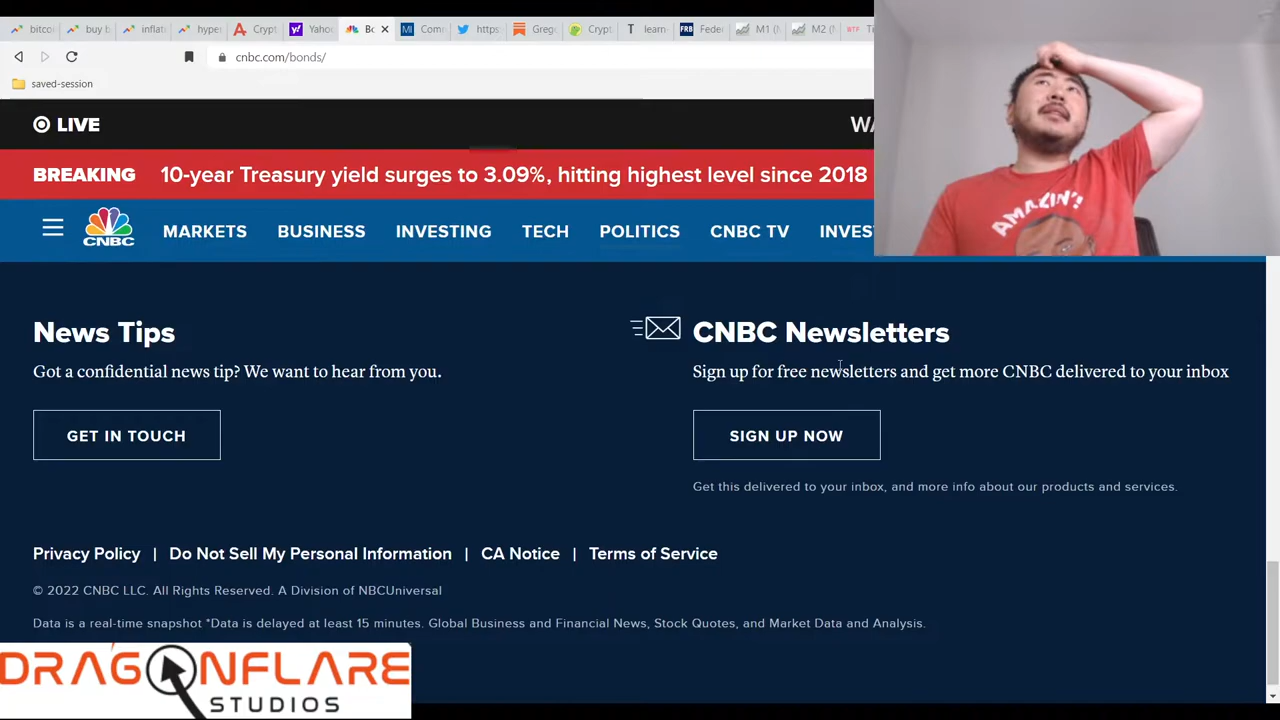 bitco
buy b
inflat
hyper
Crypt
Yaho
Bo
Com
https
Greg
Crypt
learn
Fede
M1 (
M2 (
cnbc.com/bonds/
saved-session
LIVE
WA
BREAKING 10-year Treasury yield surges to 3.09%, hitting highest level since 2018
CNBC
MARKETS BUSINESS INVESTING TECH POLITICS CNBC TV INVES
AMAZIN'!
News Tips
Got a confidential news tip? We want to hear from you.
GET IN TOUCH
CNBC Newsletters
Sign up for free newsletters and get more CNBC delivered to your inbox
SIGN UP NOW
Get this delivered to your inbox, and more info about our products and services.
Privacy Policy | Do Not Sell My Personal Information | CA Notice | Terms of Service
© 2022 CNBC LLC. All Rights Reserved. A Division of NBCUniversal
Data is a real-time snapshot *Data is delayed at least 15 minutes. Global Business and Financial News, Stock Quotes, and Market Data and Analysis.
DRAGONFLARE
STUDIOS